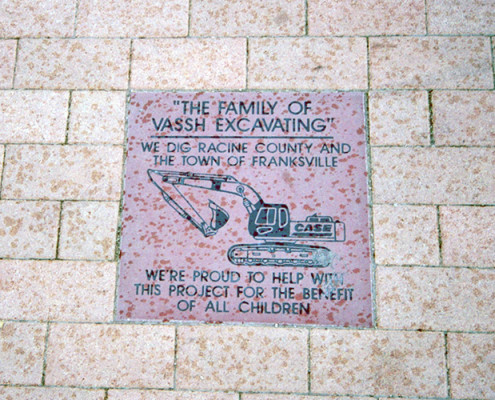 "THE FAMILY OF
VASSH EXCAVATING"
WE DIG RACINE COUNTY AND
THE TOWN OF FRANKSVILLE
CASE
WE'RE PROUD TO HELP WITH
THIS PROJECT FOR THE BENEFIT
OF ALL CHILDREN